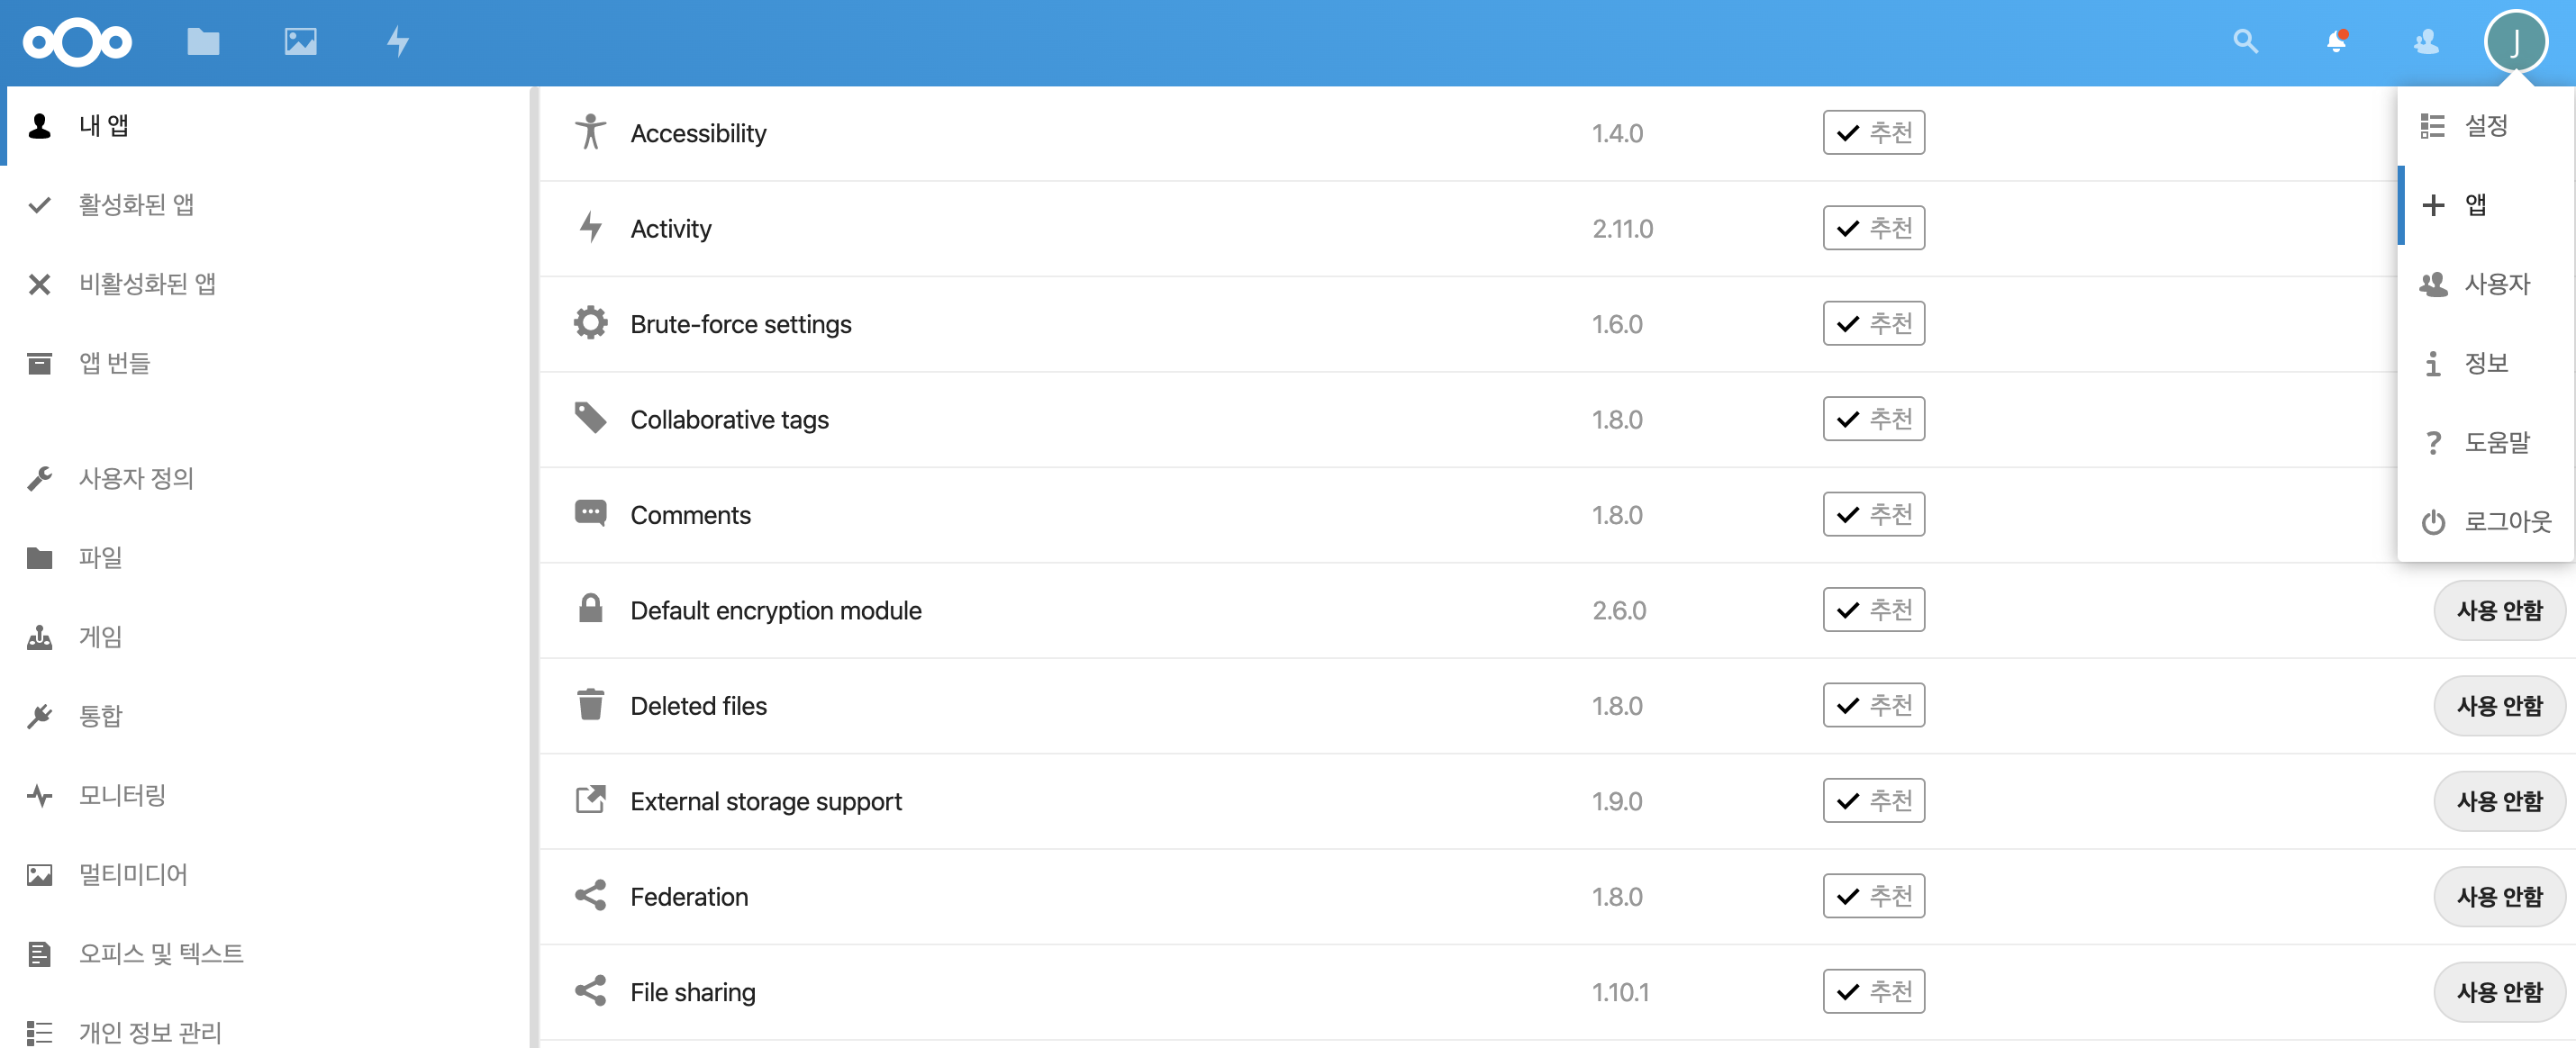 J
내 앱
활성화된 앱
비활성화된 앱
앱 번들
사용자 정의
파일
게임
통합
모니터링
멀티미디어
오피스 및 텍스트
개인 정보 관리
Accessibility 1.4.0 추천
Activity 2.11.0 추천
Brute-force settings 1.6.0 추천
Collaborative tags 1.8.0 추천
Comments 1.8.0 추천
Default encryption module 2.6.0 추천 사용 안함
Deleted files 1.8.0 추천 사용 안함
External storage support 1.9.0 추천 사용 안함
Federation 1.8.0 추천 사용 안함
File sharing 1.10.1 추천 사용 안함
설정
앱
사용자
정보
도움말
로그아웃